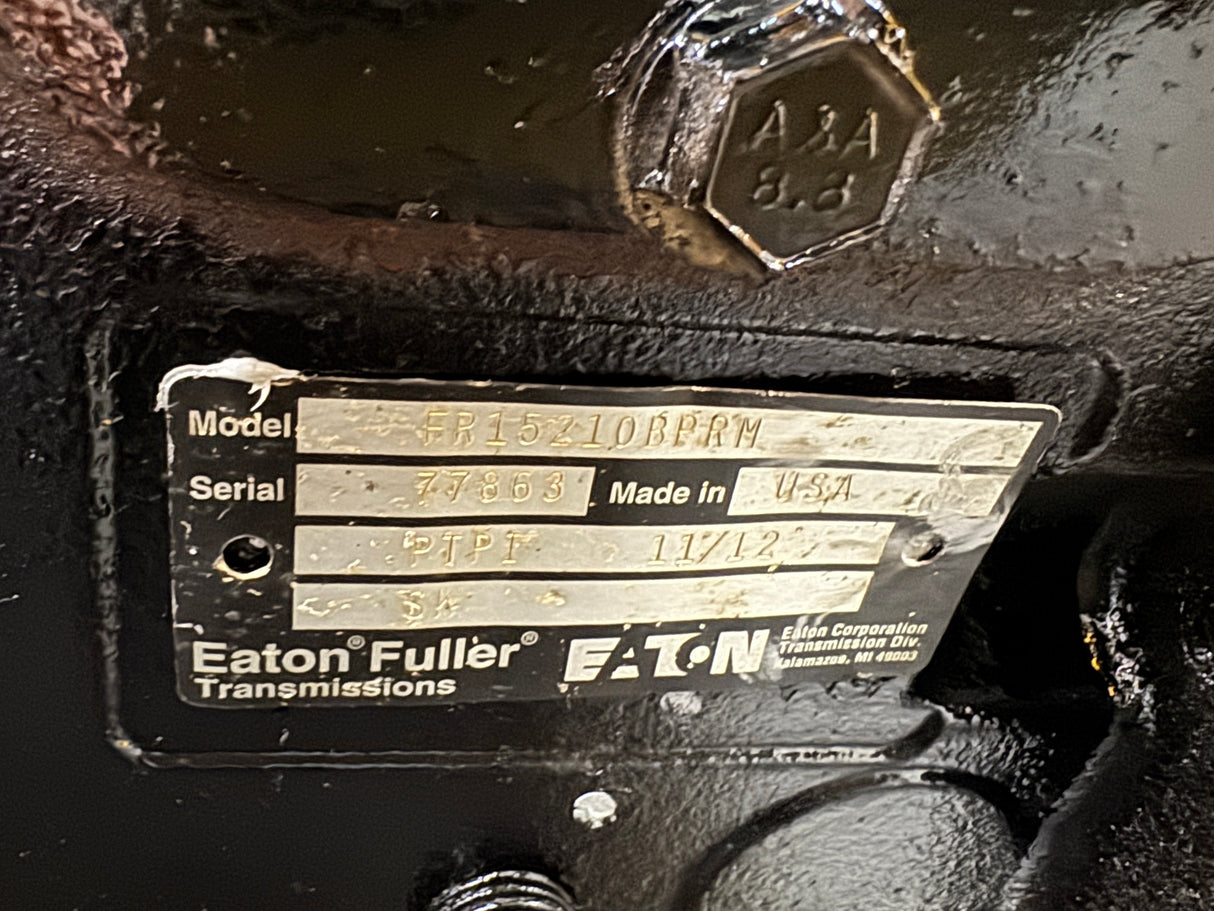 A&A
8.8
Model FR15210BPRM
Serial 77863 Made in USA
PTPT 11/12
SA
Eaton® Fuller®
Transmissions
EATON
Eaton Corporation
Transmission Div.
Kalamazoo, MI 49003